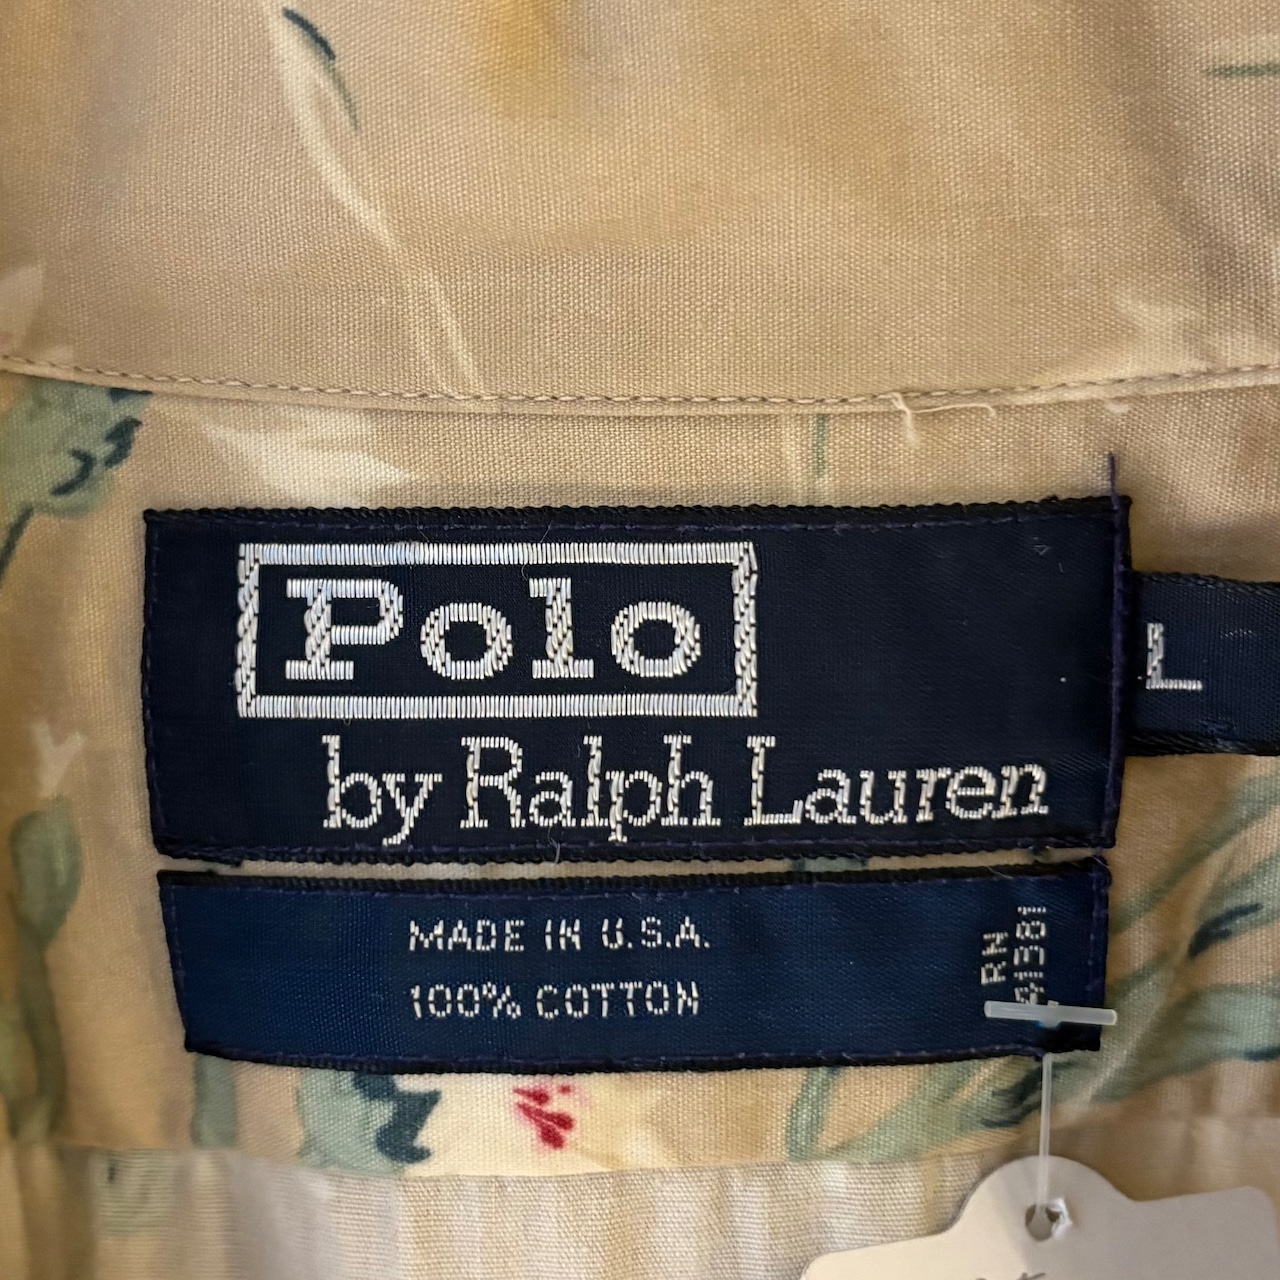 Polo
by Ralph Lauren
L
MADE IN U.S.A.
100% COTTON
RN
41381